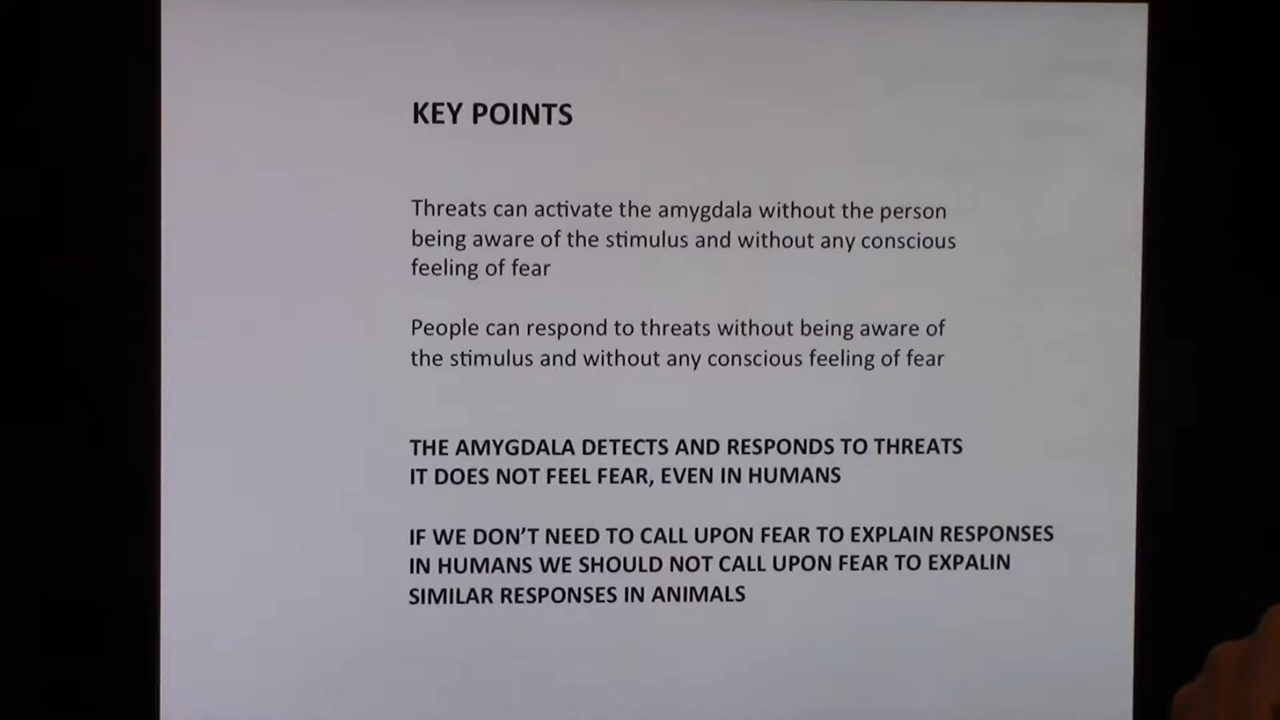 KEY POINTS
Threats can activate the amygdala without the person
being aware of the stimulus and without any conscious
feeling of fear
People can respond to threats without being aware of
the stimulus and without any conscious feeling of fear
THE AMYGDALA DETECTS AND RESPONDS TO THREATS
IT DOES NOT FEEL FEAR, EVEN IN HUMANS
IF WE DON'T NEED TO CALL UPON FEAR TO EXPLAIN RESPONSES
IN HUMANS WE SHOULD NOT CALL UPON FEAR TO EXPALIN
SIMILAR RESPONSES IN ANIMALS